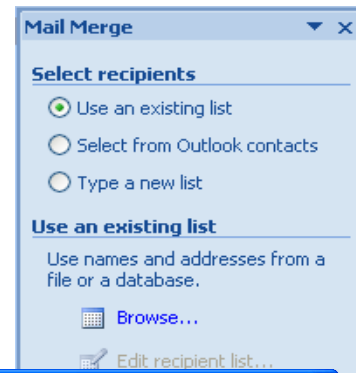 Mail Merge
Select recipients
Use an existing list
Select from Outlook contacts
Type a new list
Use an existing list
Use names and addresses from a
file or a database.
Browse...
Edit recipient list...